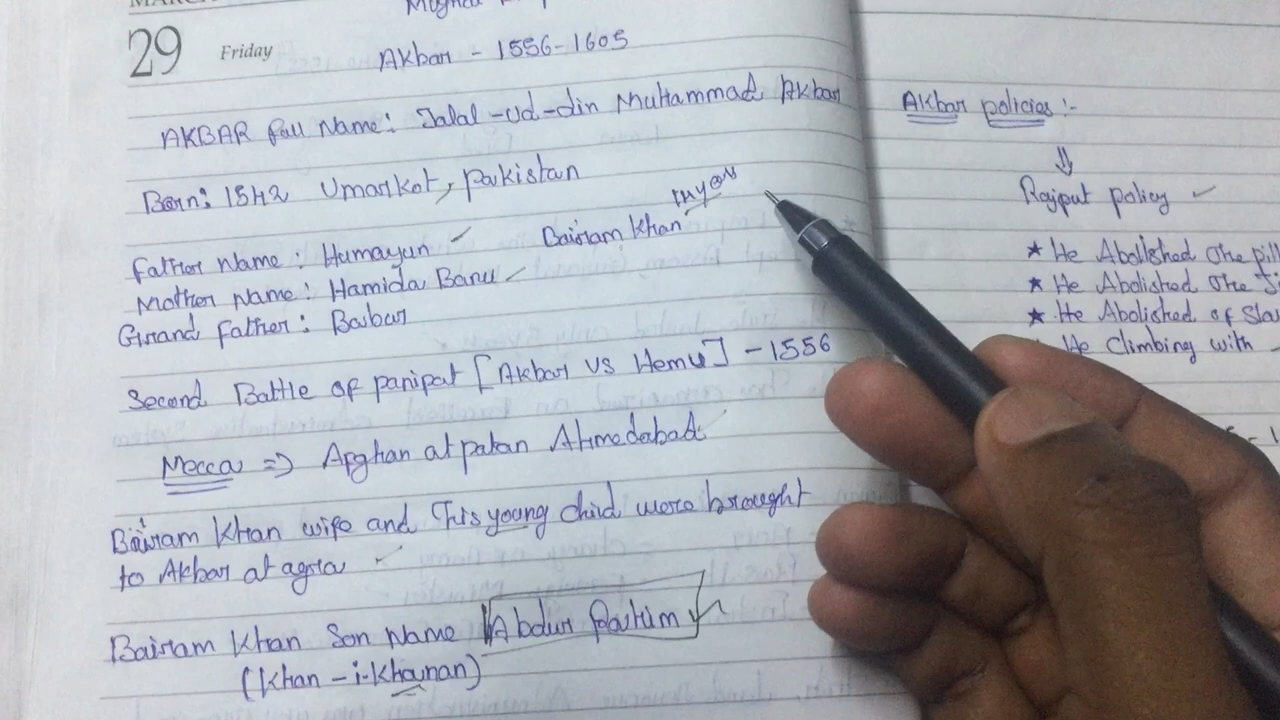 29 Friday
Akbar - 1556-1605
AKBAR full Name: Jalal-ud-din Muhammad Akbar
Born: 1542 Umarkot, Pakistan
Father Name: Humayun
Bairam Khan
Mother Name: Hamida Banu
Grand Father: Babur
Second Battle of panipat [Akbar vs Hemu] - 1556
Mecca => Afghan at patan Ahmedabad
Bairam Khan wife and This young child were brought
to Akbar at agra
Bairam Khan Son Name Abdur Rahim
(Khan-i-Khanan)
Akbar policies:-
Rajput policy
* He Abolished the
* He Abolished the
* He Abolished of
He Climbing with